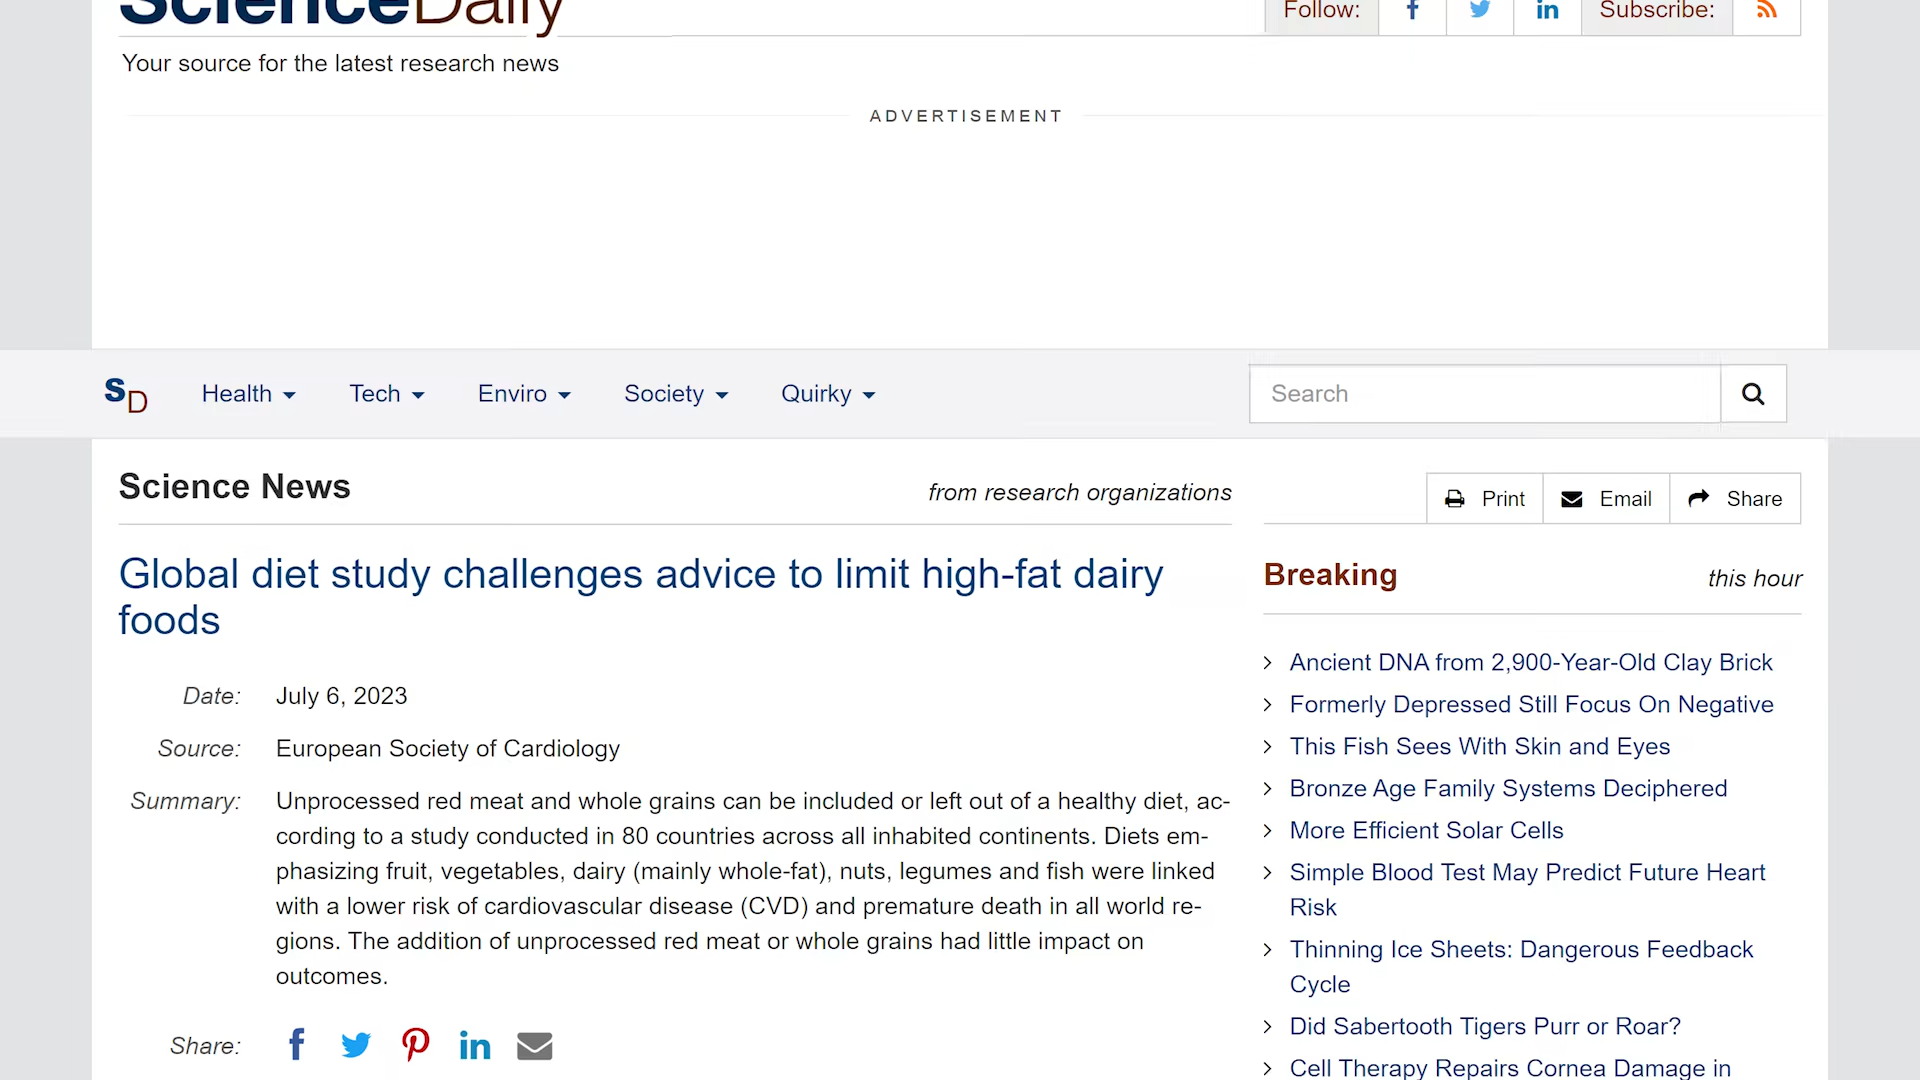 ScienceDaily
Follow:
Subscribe:
Your source for the latest research news
ADVERTISEMENT
SD
Health
Tech
Enviro
Society
Quirky
Search
Science News
from research organizations
Print
Email
Share
Global diet study challenges advice to limit high-fat dairy
foods
Date: July 6, 2023
Source: European Society of Cardiology
Summary: Unprocessed red meat and whole grains can be included or left out of a healthy diet, ac-
cording to a study conducted in 80 countries across all inhabited continents. Diets em-
phasizing fruit, vegetables, dairy (mainly whole-fat), nuts, legumes and fish were linked
with a lower risk of cardiovascular disease (CVD) and premature death in all world re-
gions. The addition of unprocessed red meat or whole grains had little impact on
outcomes.
Share:
Breaking
this hour
Ancient DNA from 2,900-Year-Old Clay Brick
Formerly Depressed Still Focus On Negative
This Fish Sees With Skin and Eyes
Bronze Age Family Systems Deciphered
More Efficient Solar Cells
Simple Blood Test May Predict Future Heart
Risk
Thinning Ice Sheets: Dangerous Feedback
Cycle
Did Sabertooth Tigers Purr or Roar?
Cell Therapy Repairs Cornea Damage in